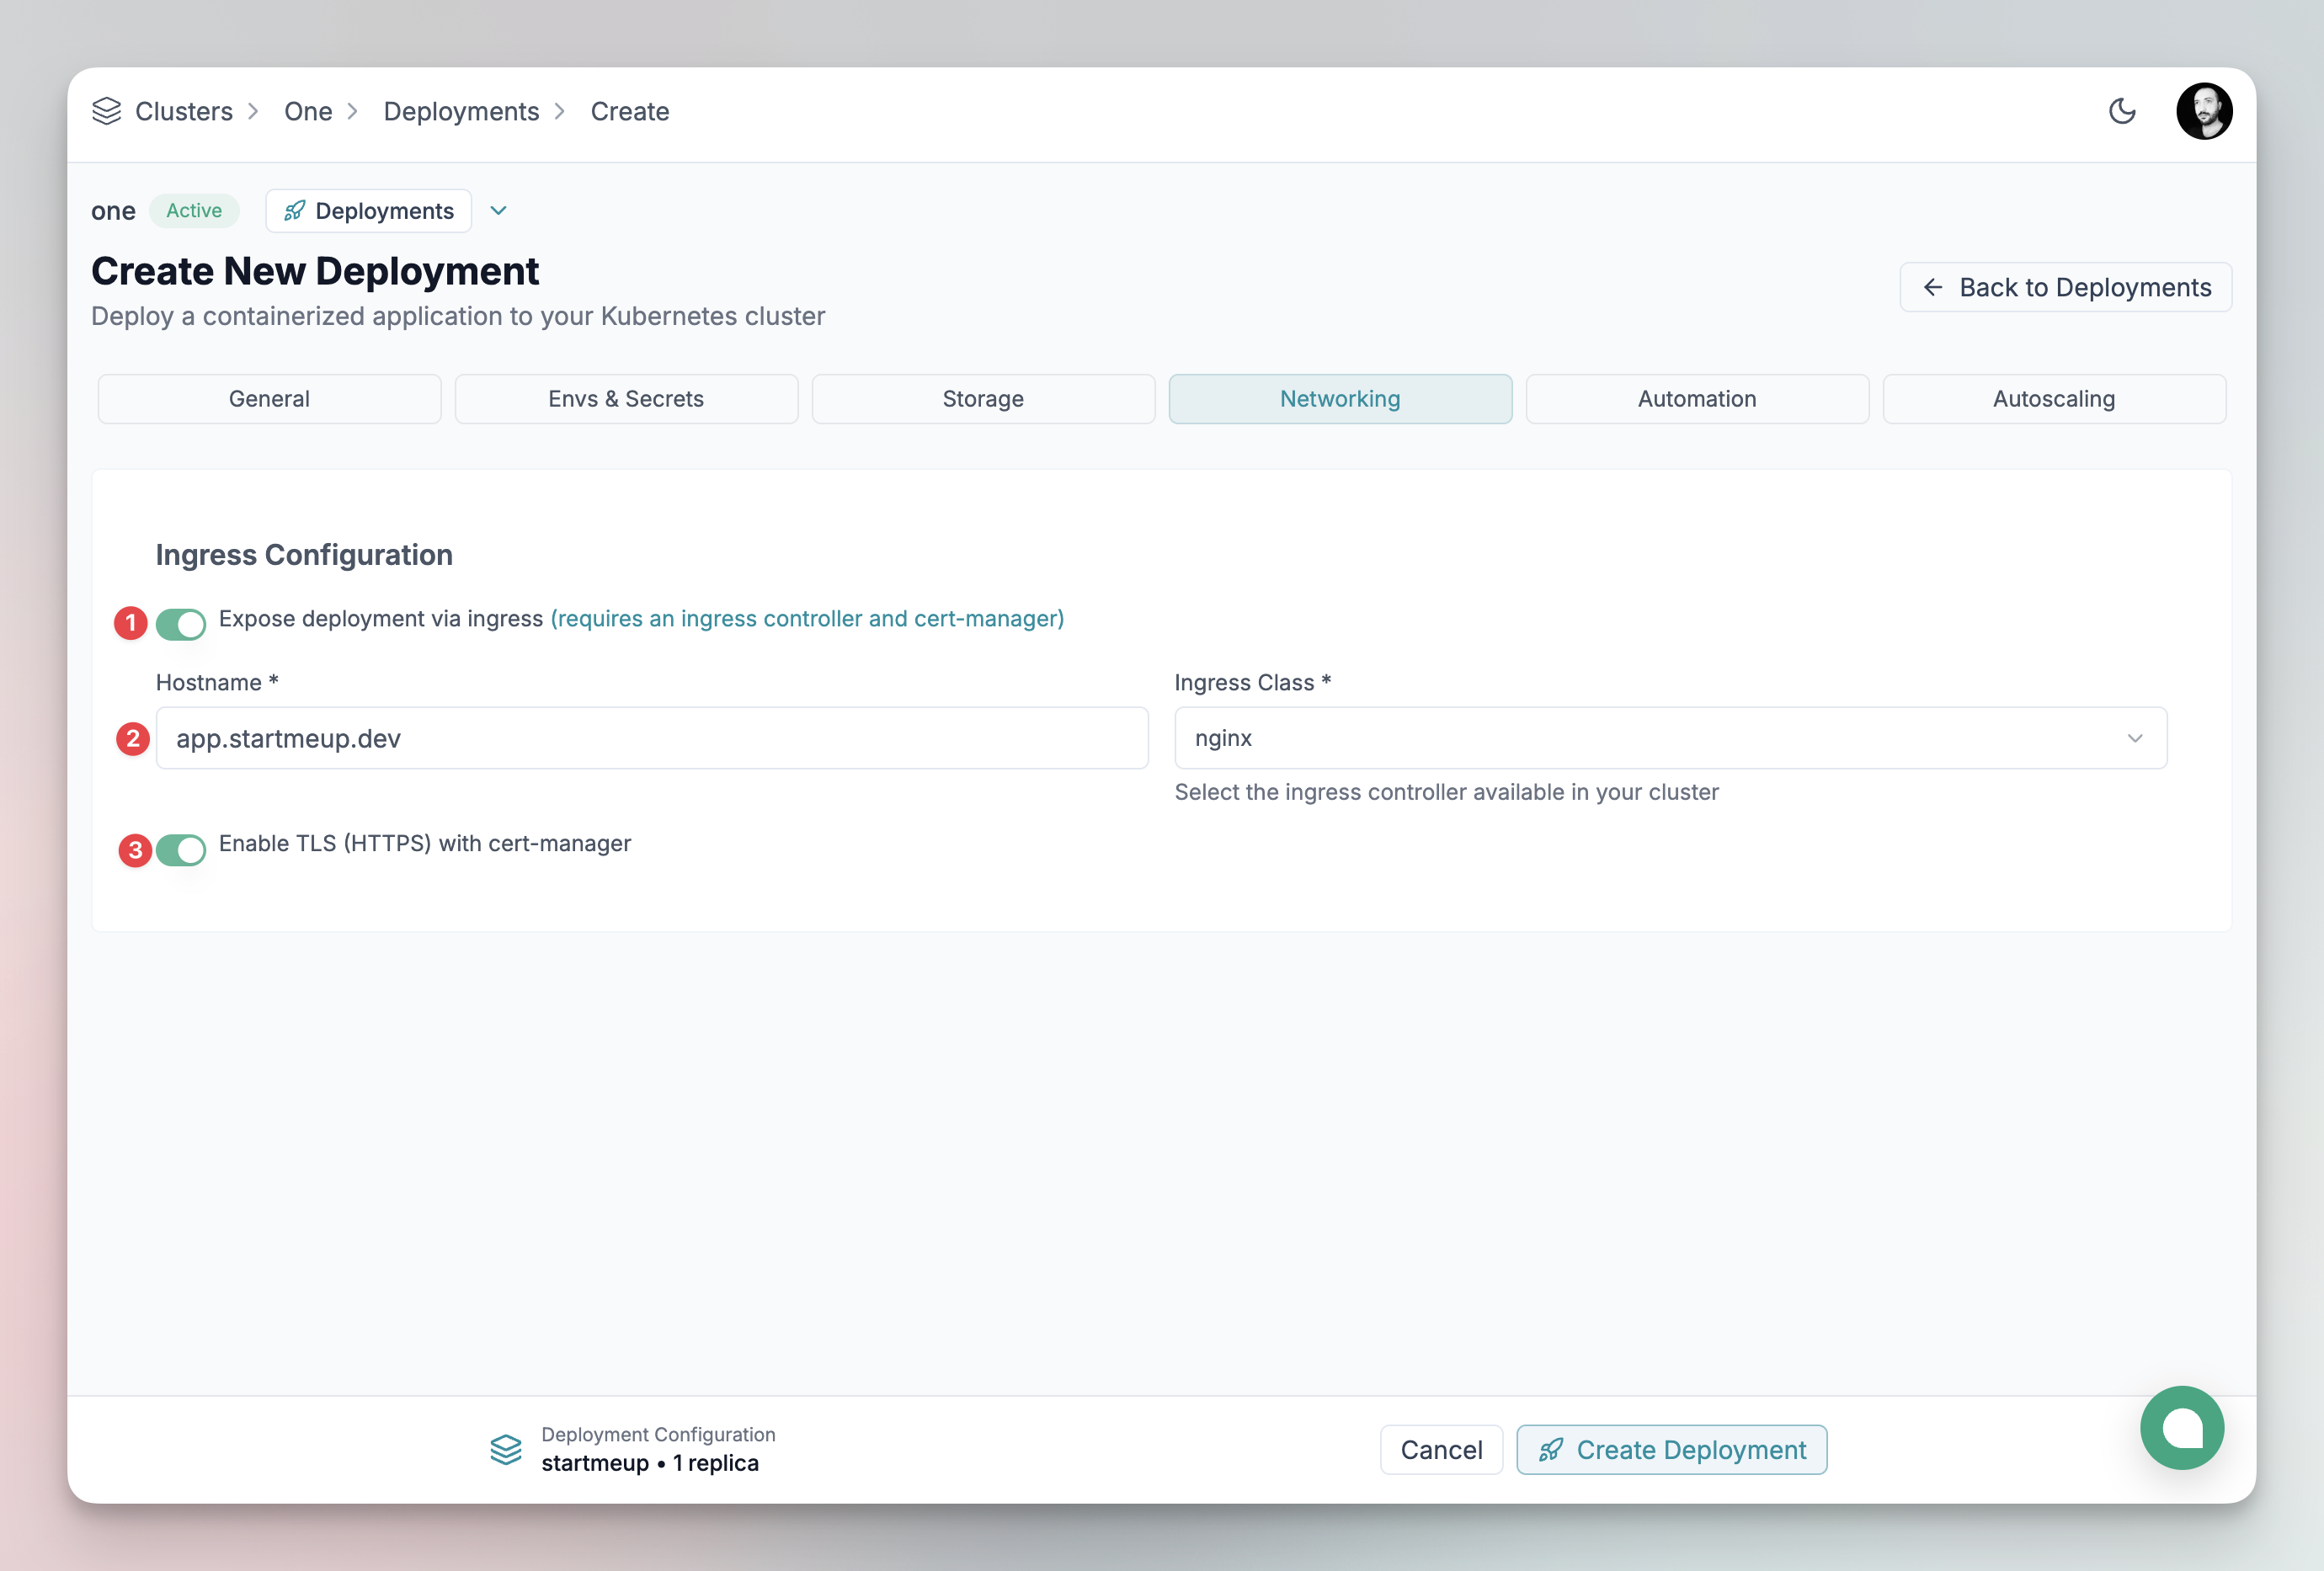 Clusters One Deployments Create
one Active Deployments
Create New Deployment
Deploy a containerized application to your Kubernetes cluster
Back to Deployments
General Envs & Secrets Storage Networking Automation Autoscaling
Ingress Configuration
1 Expose deployment via ingress (requires an ingress controller and cert-manager)
Hostname * Ingress Class *
2 app.startmeup.dev nginx
Select the ingress controller available in your cluster
3 Enable TLS (HTTPS) with cert-manager
Deployment Configuration
startmeup • 1 replica
Cancel Create Deployment